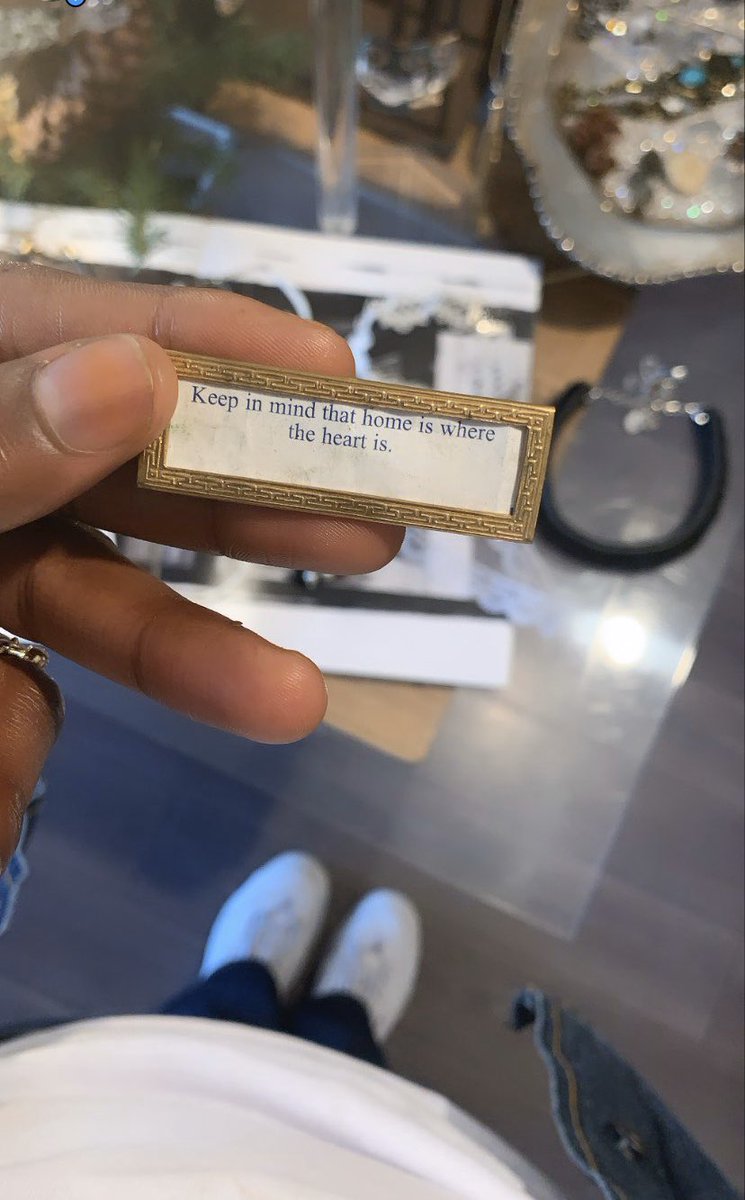 Keep in mind that home is where
the heart is.